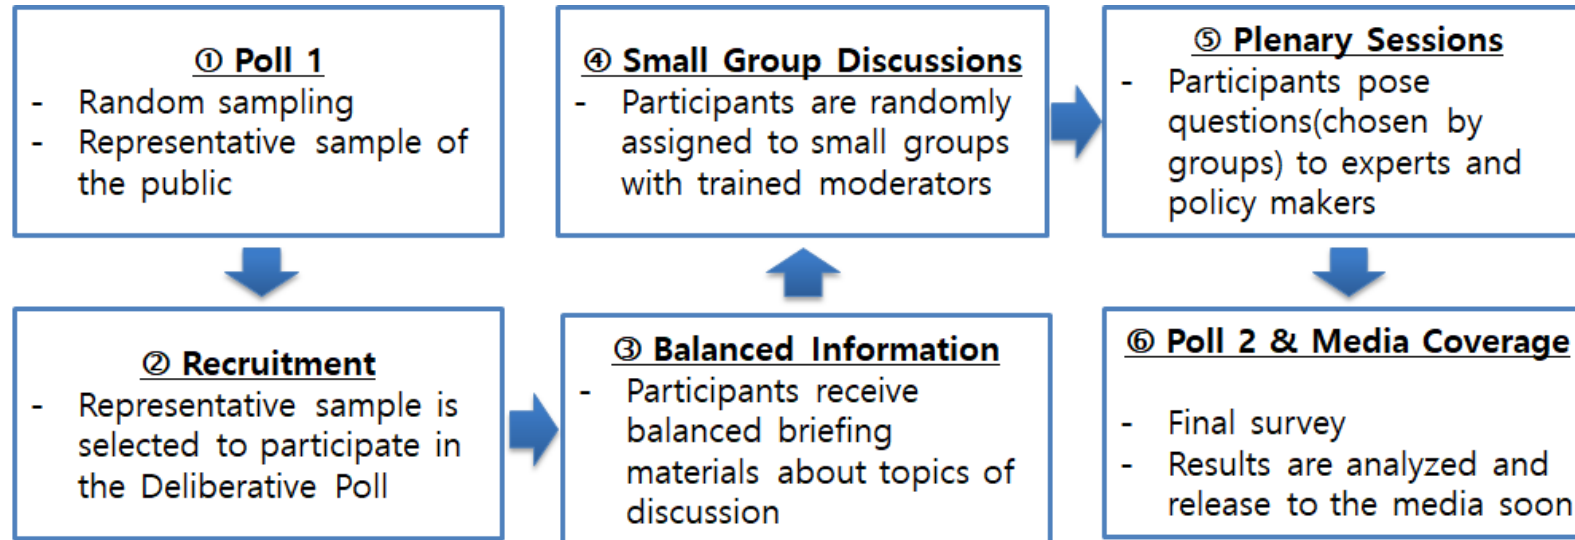 ① Poll 1
- Random sampling
- Representative sample of
the public
② Recruitment
- Representative sample is
selected to participate in
the Deliberative Poll
③ Balanced Information
- Participants receive
balanced briefing
materials about topics of
discussion
④ Small Group Discussions
- Participants are randomly
assigned to small groups
with trained moderators
⑤ Plenary Sessions
- Participants pose
questions(chosen by
groups) to experts and
policy makers
⑥ Poll 2 & Media Coverage
- Final survey
- Results are analyzed and
release to the media soon